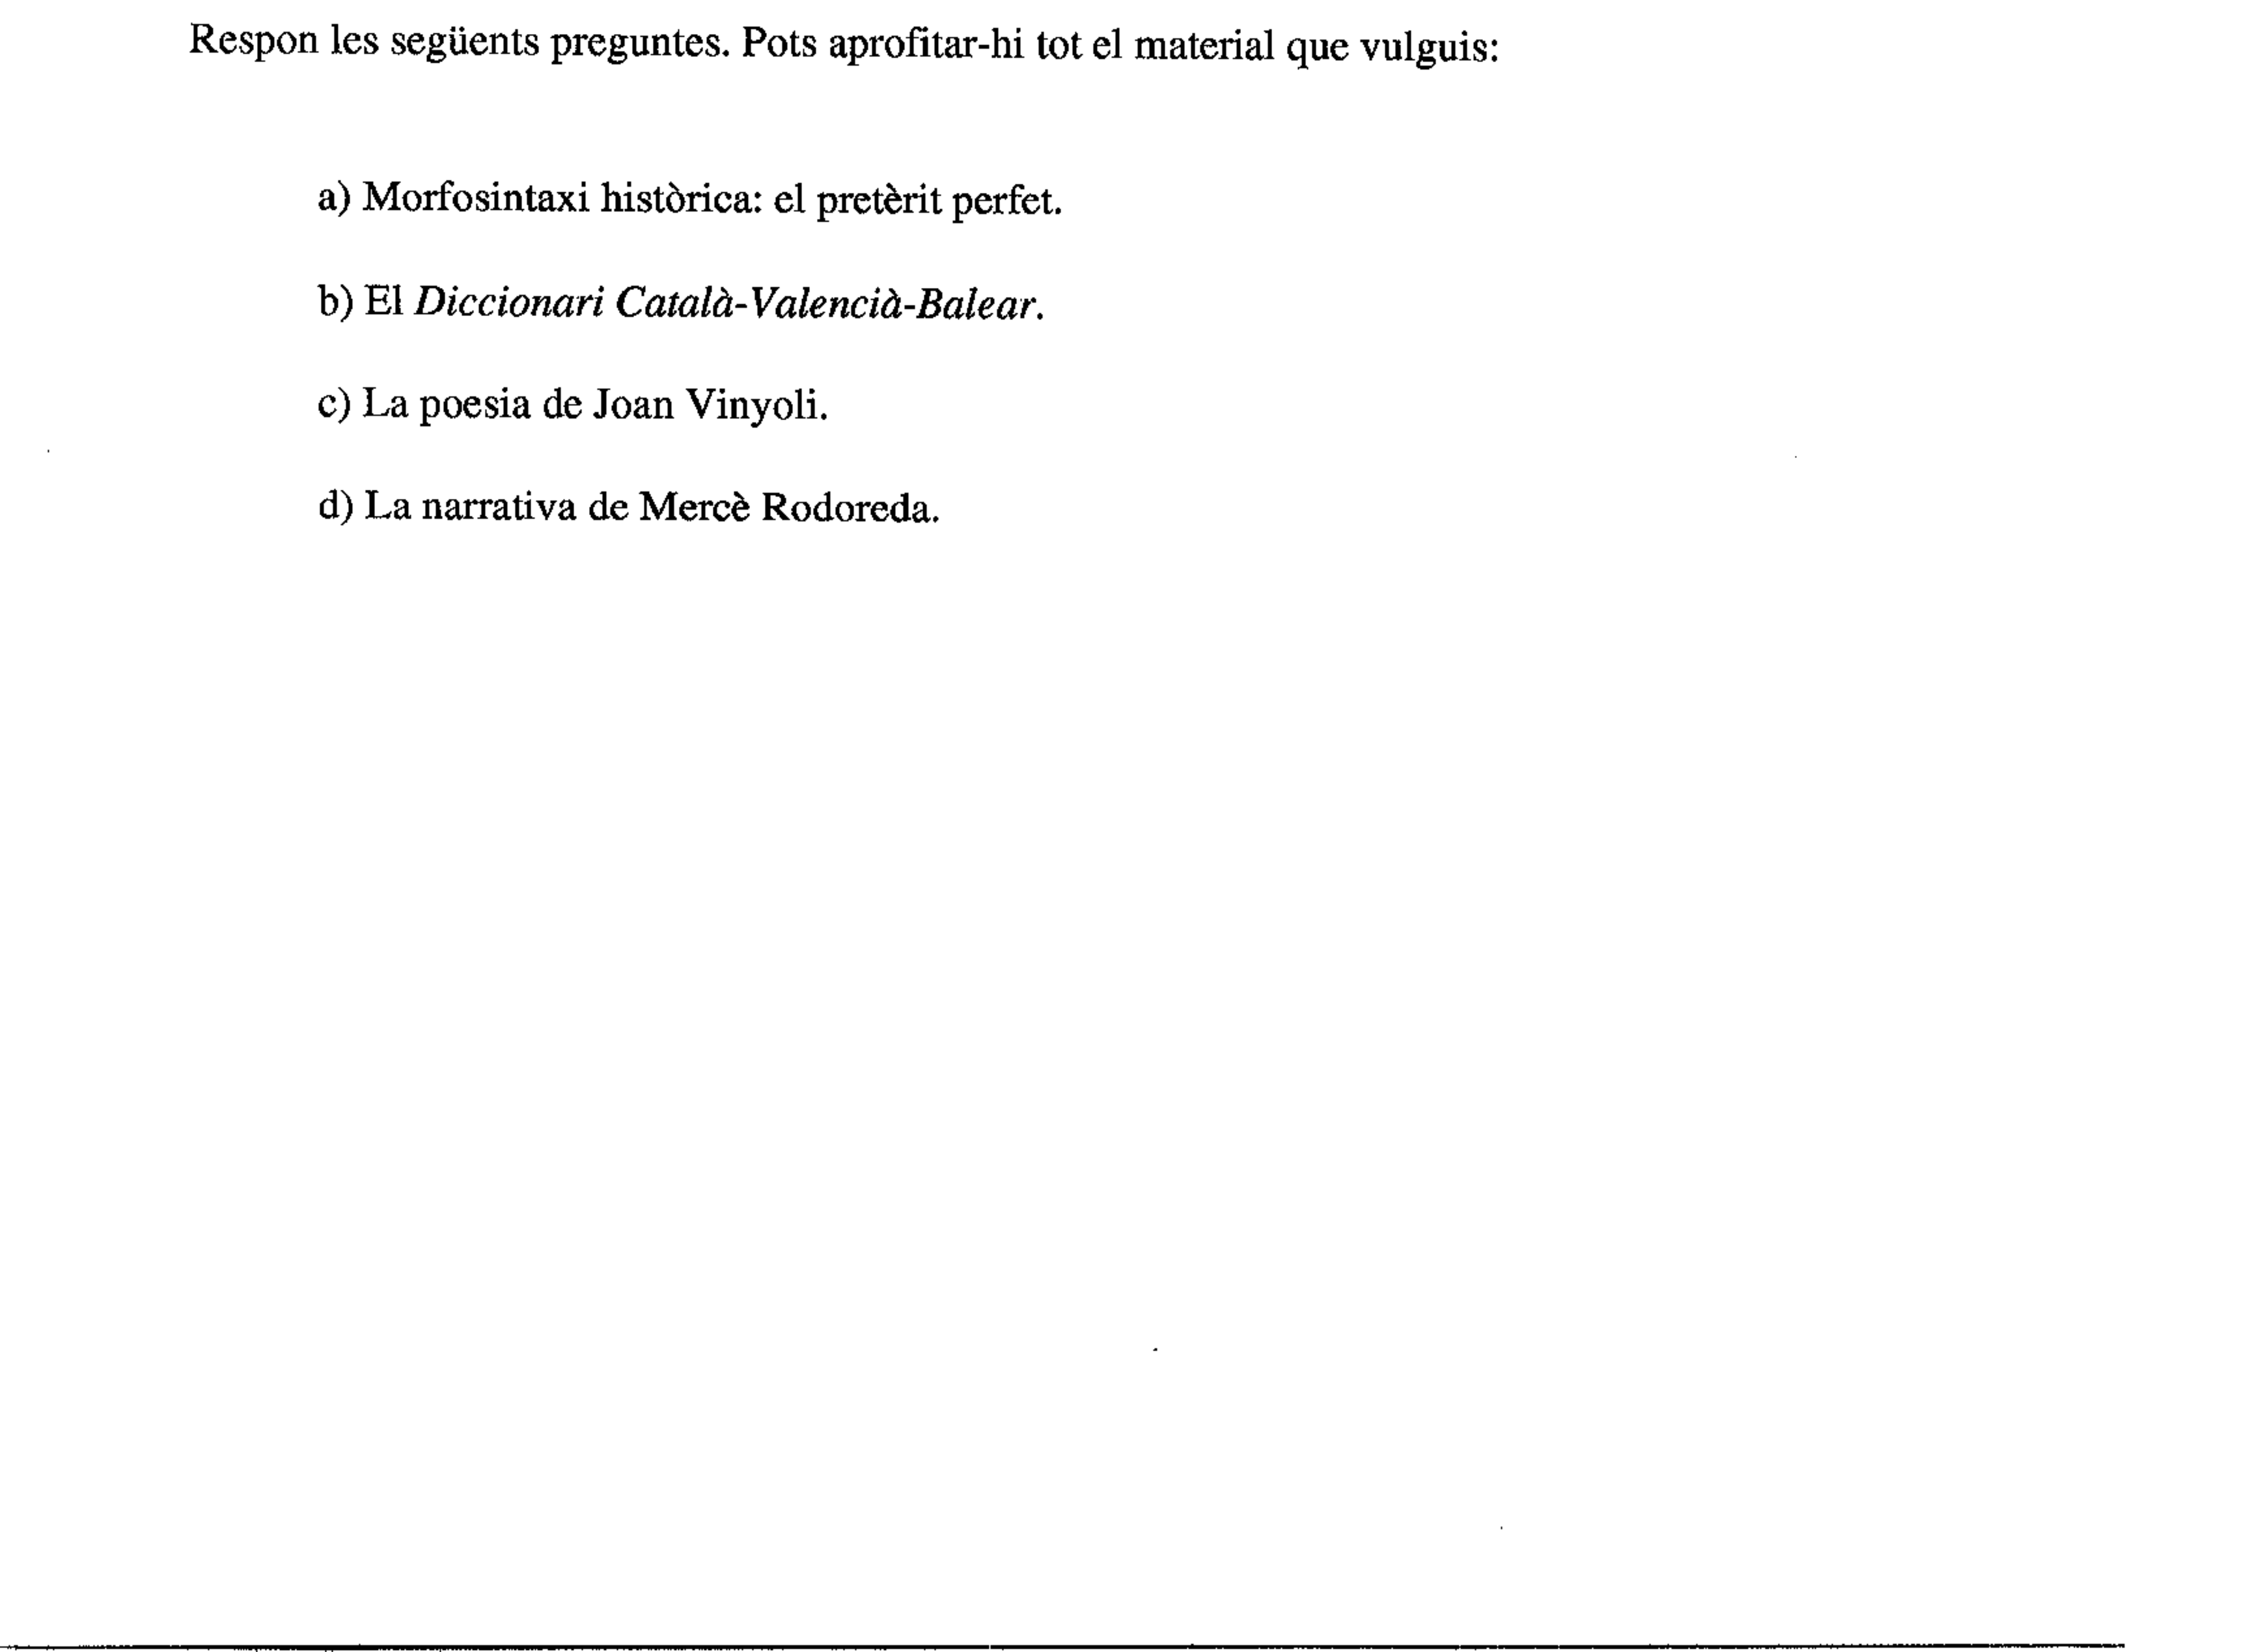 Respon les següents preguntes. Pots aprofitar-hi tot el material que vulguis:
a) Morfosintaxi històrica: el pretèrit perfet.
b) El Diccionari Català-Valencià-Balear.
c) La poesia de Joan Vinyoli.
d) La narrativa de Mercè Rodoreda.